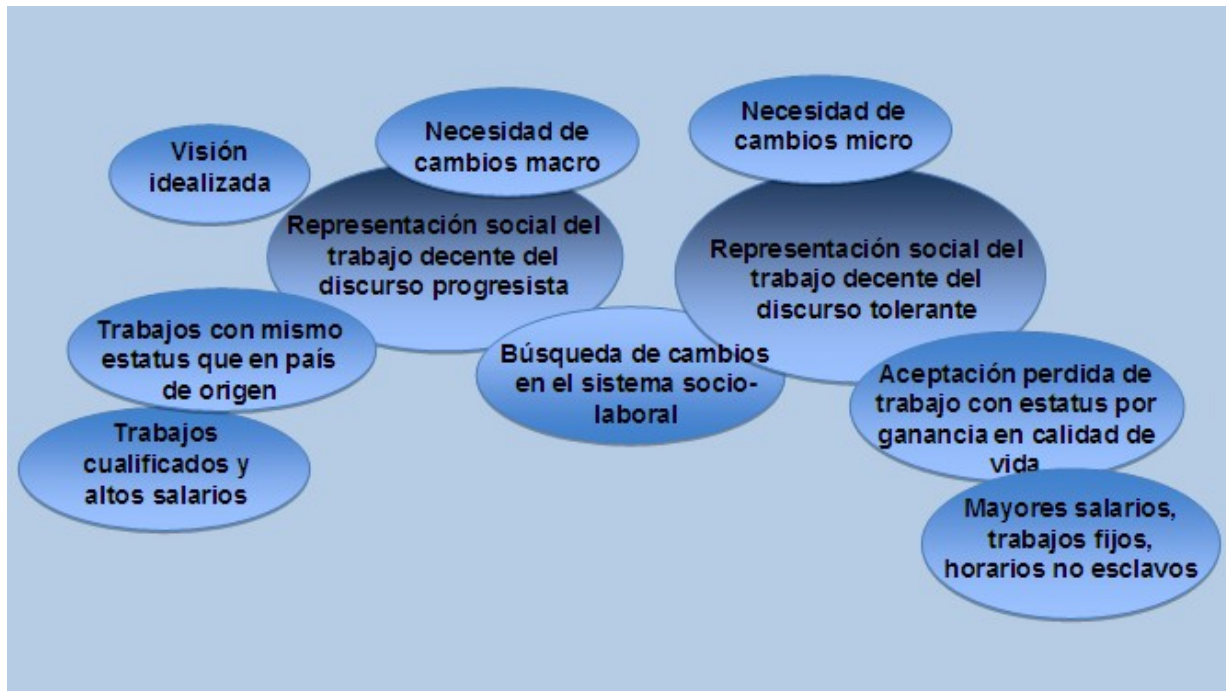 Visión
idealizada
Necesidad de
cambios macro
Necesidad de
cambios micro
Representación social del
trabajo decente del
discurso progresista
Representación social del
trabajo decente del
discurso tolerante
Trabajos con mismo
estatus que en país
de origen
Búsqueda de cambios
en el sistema socio-
laboral
Aceptación perdida de
trabajo con estatus por
ganancia en calidad de
vida
Trabajos
cualificados y
altos salarios
Mayores salarios,
trabajos fijos,
horarios no esclavos